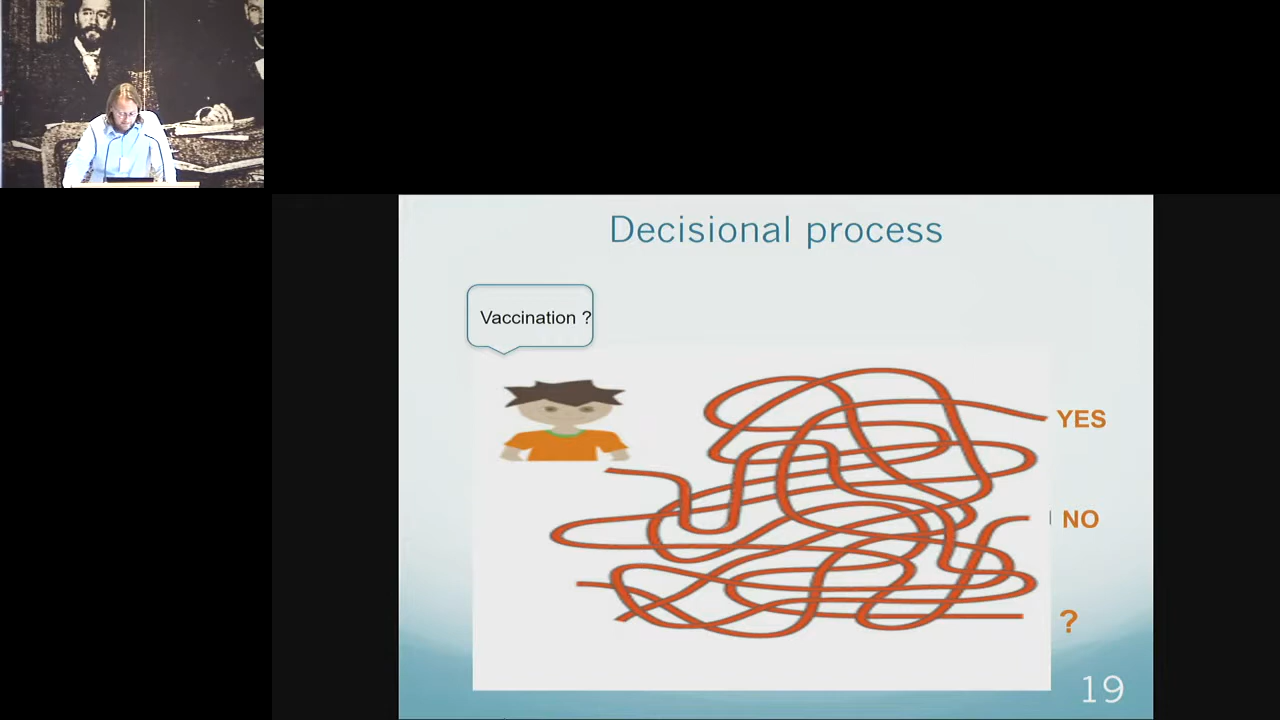 Decisional process
Vaccination ?
YES
NO
?
19